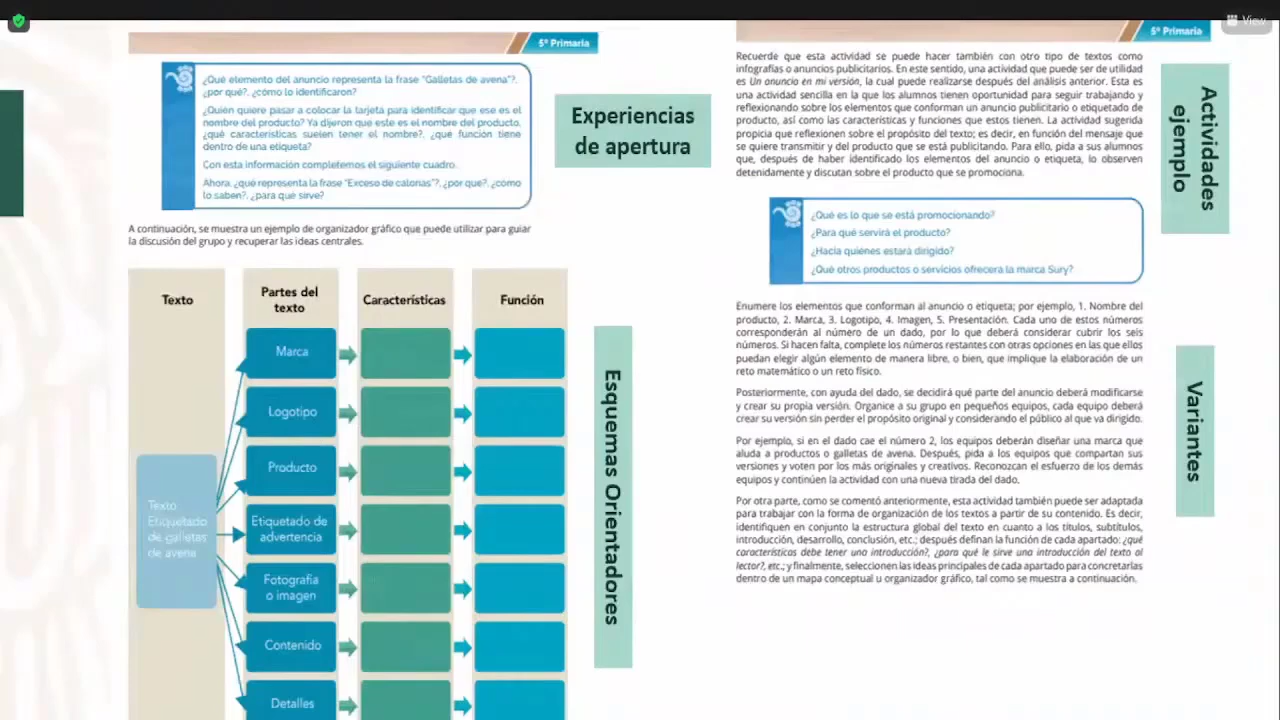 View
5° Primaria
¿Qué elemento del anuncio representa la frase "Galletas de avena"?,
¿por qué?, ¿cómo lo identificaron?
¿Quién quiere pasar a colocar la tarjeta para identificar que ese es el
nombre del producto? Ya dijeron que este es el nombre del producto,
¿qué características suelen tener el nombre?, ¿qué función tiene
dentro de una etiqueta?
Con esta información completemos el siguiente cuadro.
Ahora, ¿qué representa la frase "Exceso de calorías"?, ¿por qué?, ¿cómo
lo saben?, ¿para qué sirve?
Experiencias
de apertura
A continuación, se muestra un ejemplo de organizador gráfico que puede utilizar para guiar
la discusión del grupo y recuperar las ideas centrales.
Texto
Partes del
texto
Características
Función
Texto
Etiquetado
de galletas
de avena
Marca
Logotipo
Producto
Etiquetado de
advertencia
Fotografía
o imagen
Contenido
Detalles
Esquemas Orientadores
5° Primaria
Recuerde que esta actividad se puede hacer también con otro tipo de textos como
infografías o anuncios publicitarios. En este sentido, una actividad que puede ser de utilidad
es Un anuncio en mi versión, la cual puede realizarse después del análisis anterior. Esta es
una actividad sencilla en la que los alumnos tienen oportunidad para seguir trabajando y
reflexionando sobre los elementos que conforman un anuncio publicitario o etiquetado de
producto, así como las características y funciones que estos tienen. La actividad sugerida
propicia que reflexionen sobre el propósito del texto; es decir, en función del mensaje que
se quiere transmitir y del producto que se está publicitando. Para ello, pida a sus alumnos
que, después de haber identificado los elementos del anuncio o etiqueta, lo observen
detenidamente y discutan sobre el producto que se promociona.
Actividades
ejemplo
¿Qué es lo que se está promocionando?
¿Para qué servirá el producto?
¿Hacia quiénes estará dirigido?
¿Qué otros productos o servicios ofrecerá la marca Sury?
Enumere los elementos que conforman al anuncio o etiqueta; por ejemplo, 1. Nombre del
producto, 2. Marca, 3. Logotipo, 4. Imagen, 5. Presentación. Cada uno de estos números
corresponderán al número de un dado, por lo que deberá considerar cubrir los seis
números. Si hacen falta, complete los números restantes con otras opciones en las que ellos
puedan elegir algún elemento de manera libre, o bien, que implique la elaboración de un
reto matemático o un reto físico.
Posteriormente, con ayuda del dado, se decidirá qué parte del anuncio deberá modificarse
y crear su propia versión. Organice a su grupo en pequeños equipos, cada equipo deberá
crear su versión sin perder el propósito original y considerando el público al que va dirigido.
Por ejemplo, si en el dado cae el número 2, los equipos deberán diseñar una marca que
aluda a productos o galletas de avena. Después, pida a los equipos que compartan sus
versiones y voten por los más originales y creativos. Reconozcan el esfuerzo de los demás
equipos y continúen la actividad con una nueva tirada del dado.
Por otra parte, como se comentó anteriormente, esta actividad también puede ser adaptada
para trabajar con la forma de organización de los textos a partir de su contenido. Es decir,
identifiquen en conjunto la estructura global del texto en cuanto a los títulos, subtítulos,
introducción, desarrollo, conclusión, etc.; después definan la función de cada apartado: ¿qué
características debe tener una introducción?, ¿para qué le sirve una introducción del texto al
lector?, etc.; y finalmente, seleccionen las ideas principales de cada apartado para concretarlas
dentro de un mapa conceptual u organizador gráfico, tal como se muestra a continuación.
Variantes